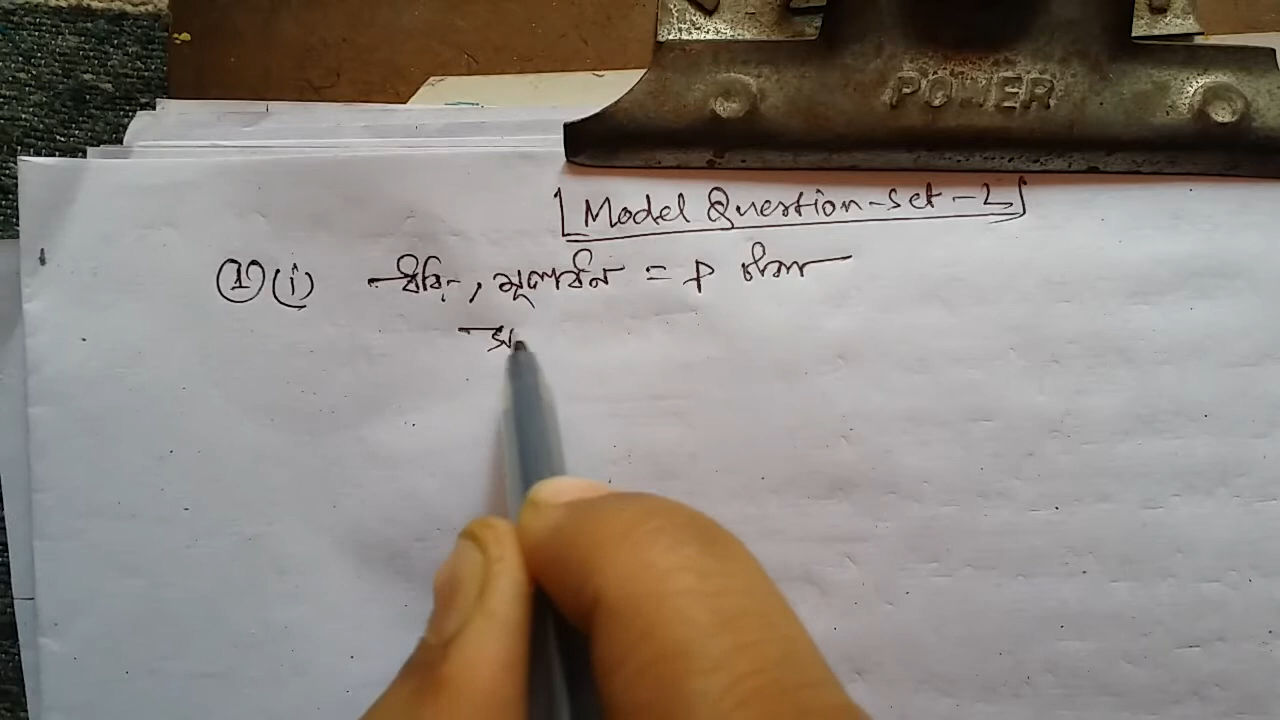 POWER
[Model Question-Set-2]
①(i) ধরি, মূলধন = P টাকা